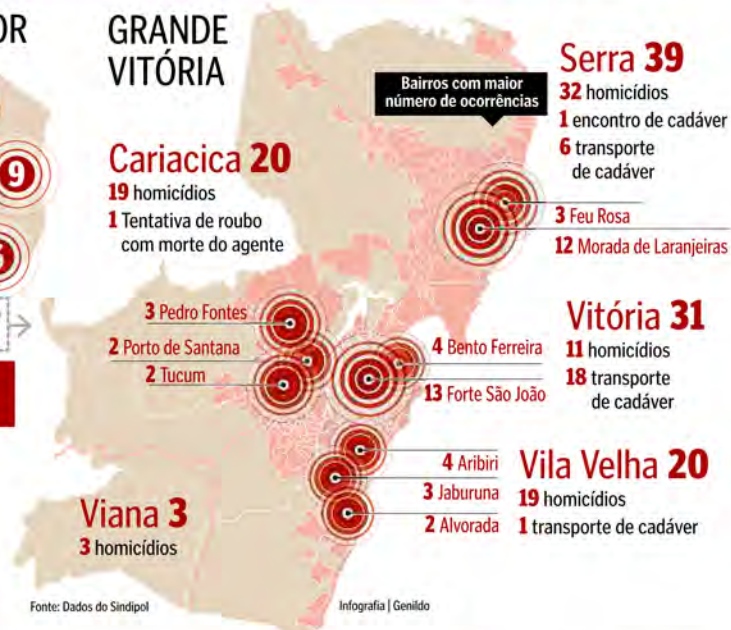 OR
9
GRANDE
VITÓRIA
Bairros com maior
número de ocorrências
Serra 39
32 homicídios
1 encontro de cadáver
6 transporte
de cadáver
3 Feu Rosa
12 Morada de Laranjeiras
Cariacica 20
19 homicídios
1 Tentativa de roubo
com morte do agente
3 Pedro Fontes
2 Porto de Santana
2 Tucum
Vitória 31
11 homicídios
18 transporte
de cadáver
4 Bento Ferreira
13 Forte São João
Vila Velha 20
19 homicídios
1 transporte de cadáver
4 Aribiri
3 Jaburuna
2 Alvorada
Viana 3
3 homicídios
Fonte: Dados do Sindipol
Infografia | Genildo